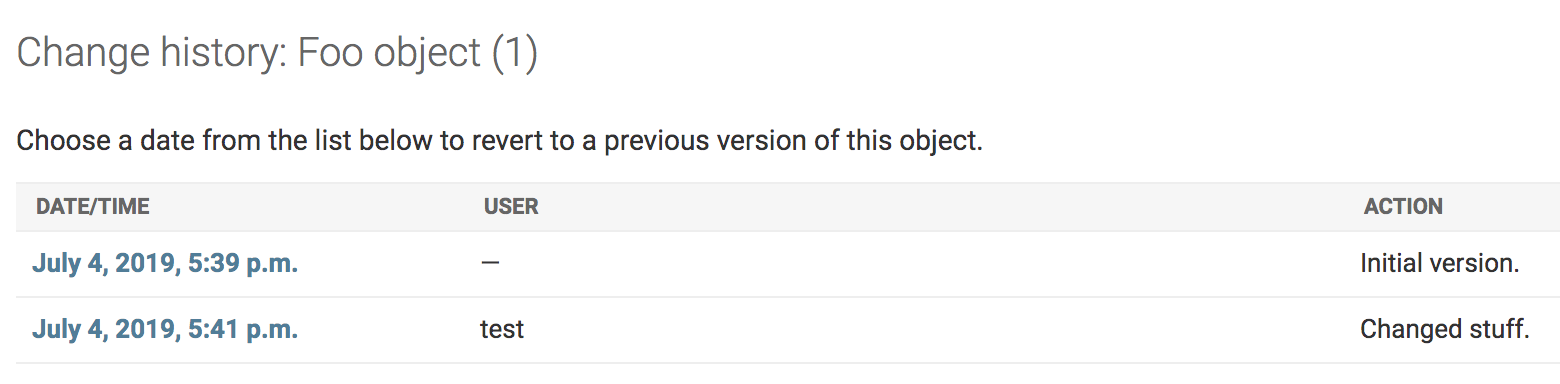 Change history: Foo object (1)
Choose a date from the list below to revert to a previous version of this object.
DATE/TIME USER ACTION
July 4, 2019, 5:39 p.m. — Initial version.
July 4, 2019, 5:41 p.m. test Changed stuff.